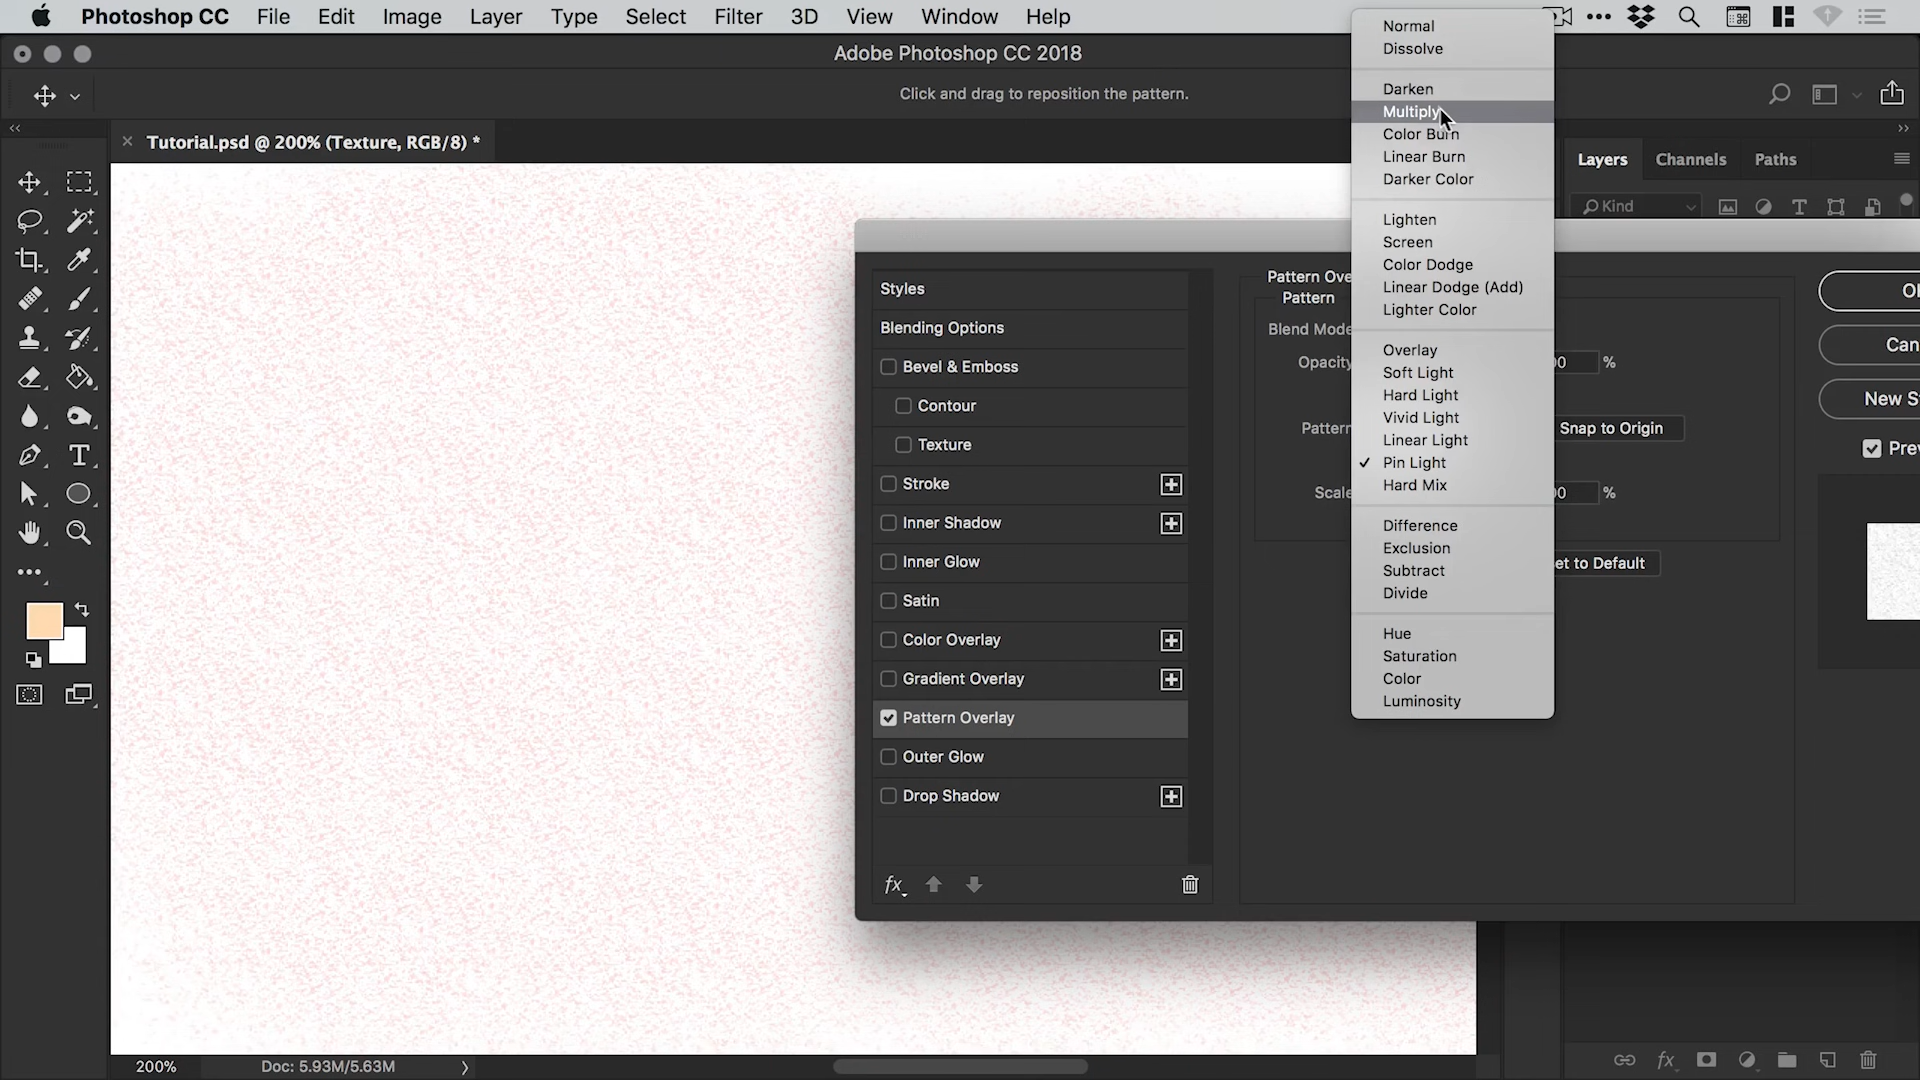 Photoshop CC File Edit Image Layer Type Select Filter 3D View Window Help
Adobe Photoshop CC 2018
Click and drag to reposition the pattern.
Tutorial.psd @ 200% (Texture, RGB/8) *
Normal
Dissolve
Darken
Multiply
Color Burn
Linear Burn
Darker Color
Lighten
Screen
Color Dodge
Linear Dodge (Add)
Lighter Color
Overlay
Soft Light
Hard Light
Vivid Light
Linear Light
✓ Pin Light
Hard Mix
Difference
Exclusion
Subtract
Divide
Hue
Saturation
Color
Luminosity
Layers Channels Paths
Kind
Styles
Blending Options
Bevel & Emboss
Contour
Texture
Stroke
Inner Shadow
Inner Glow
Satin
Color Overlay
Gradient Overlay
Pattern Overlay
Outer Glow
Drop Shadow
fx
Pattern Ove
Pattern
Blend Mode
Opacity
00 %
Pattern
Snap to Origin
Scale
00 %
et to Default
O
Can
New S
Prev
200% Doc: 5.93M/5.63M
fx